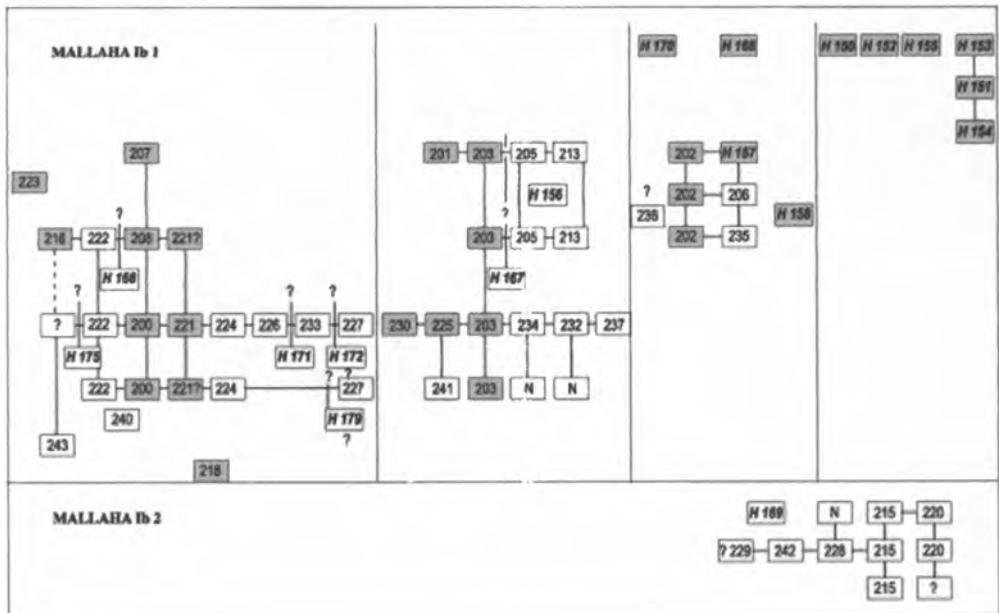 MALLAHA Ib 1
H 170 H 168 H 150 H 152 H 155 H 153
H 151
H 154
207 201 203 205 213 202 H 157
223 H 156 ? 202 206
? ? 236 H 158
216 222 208 221? 203 205 213 202 235
H 166 H 167
? ? ?
? 222 200 221 224 226 233 227 230 225 203 234 232 237
H 175 H 171 H 172
? ?
222 200 221? 224 227 241 203 N N
240 H 179
243 ?
218
MALLAHA Ib 2
H 169 N 215 220
? 229 242 228 215 220
215 ?